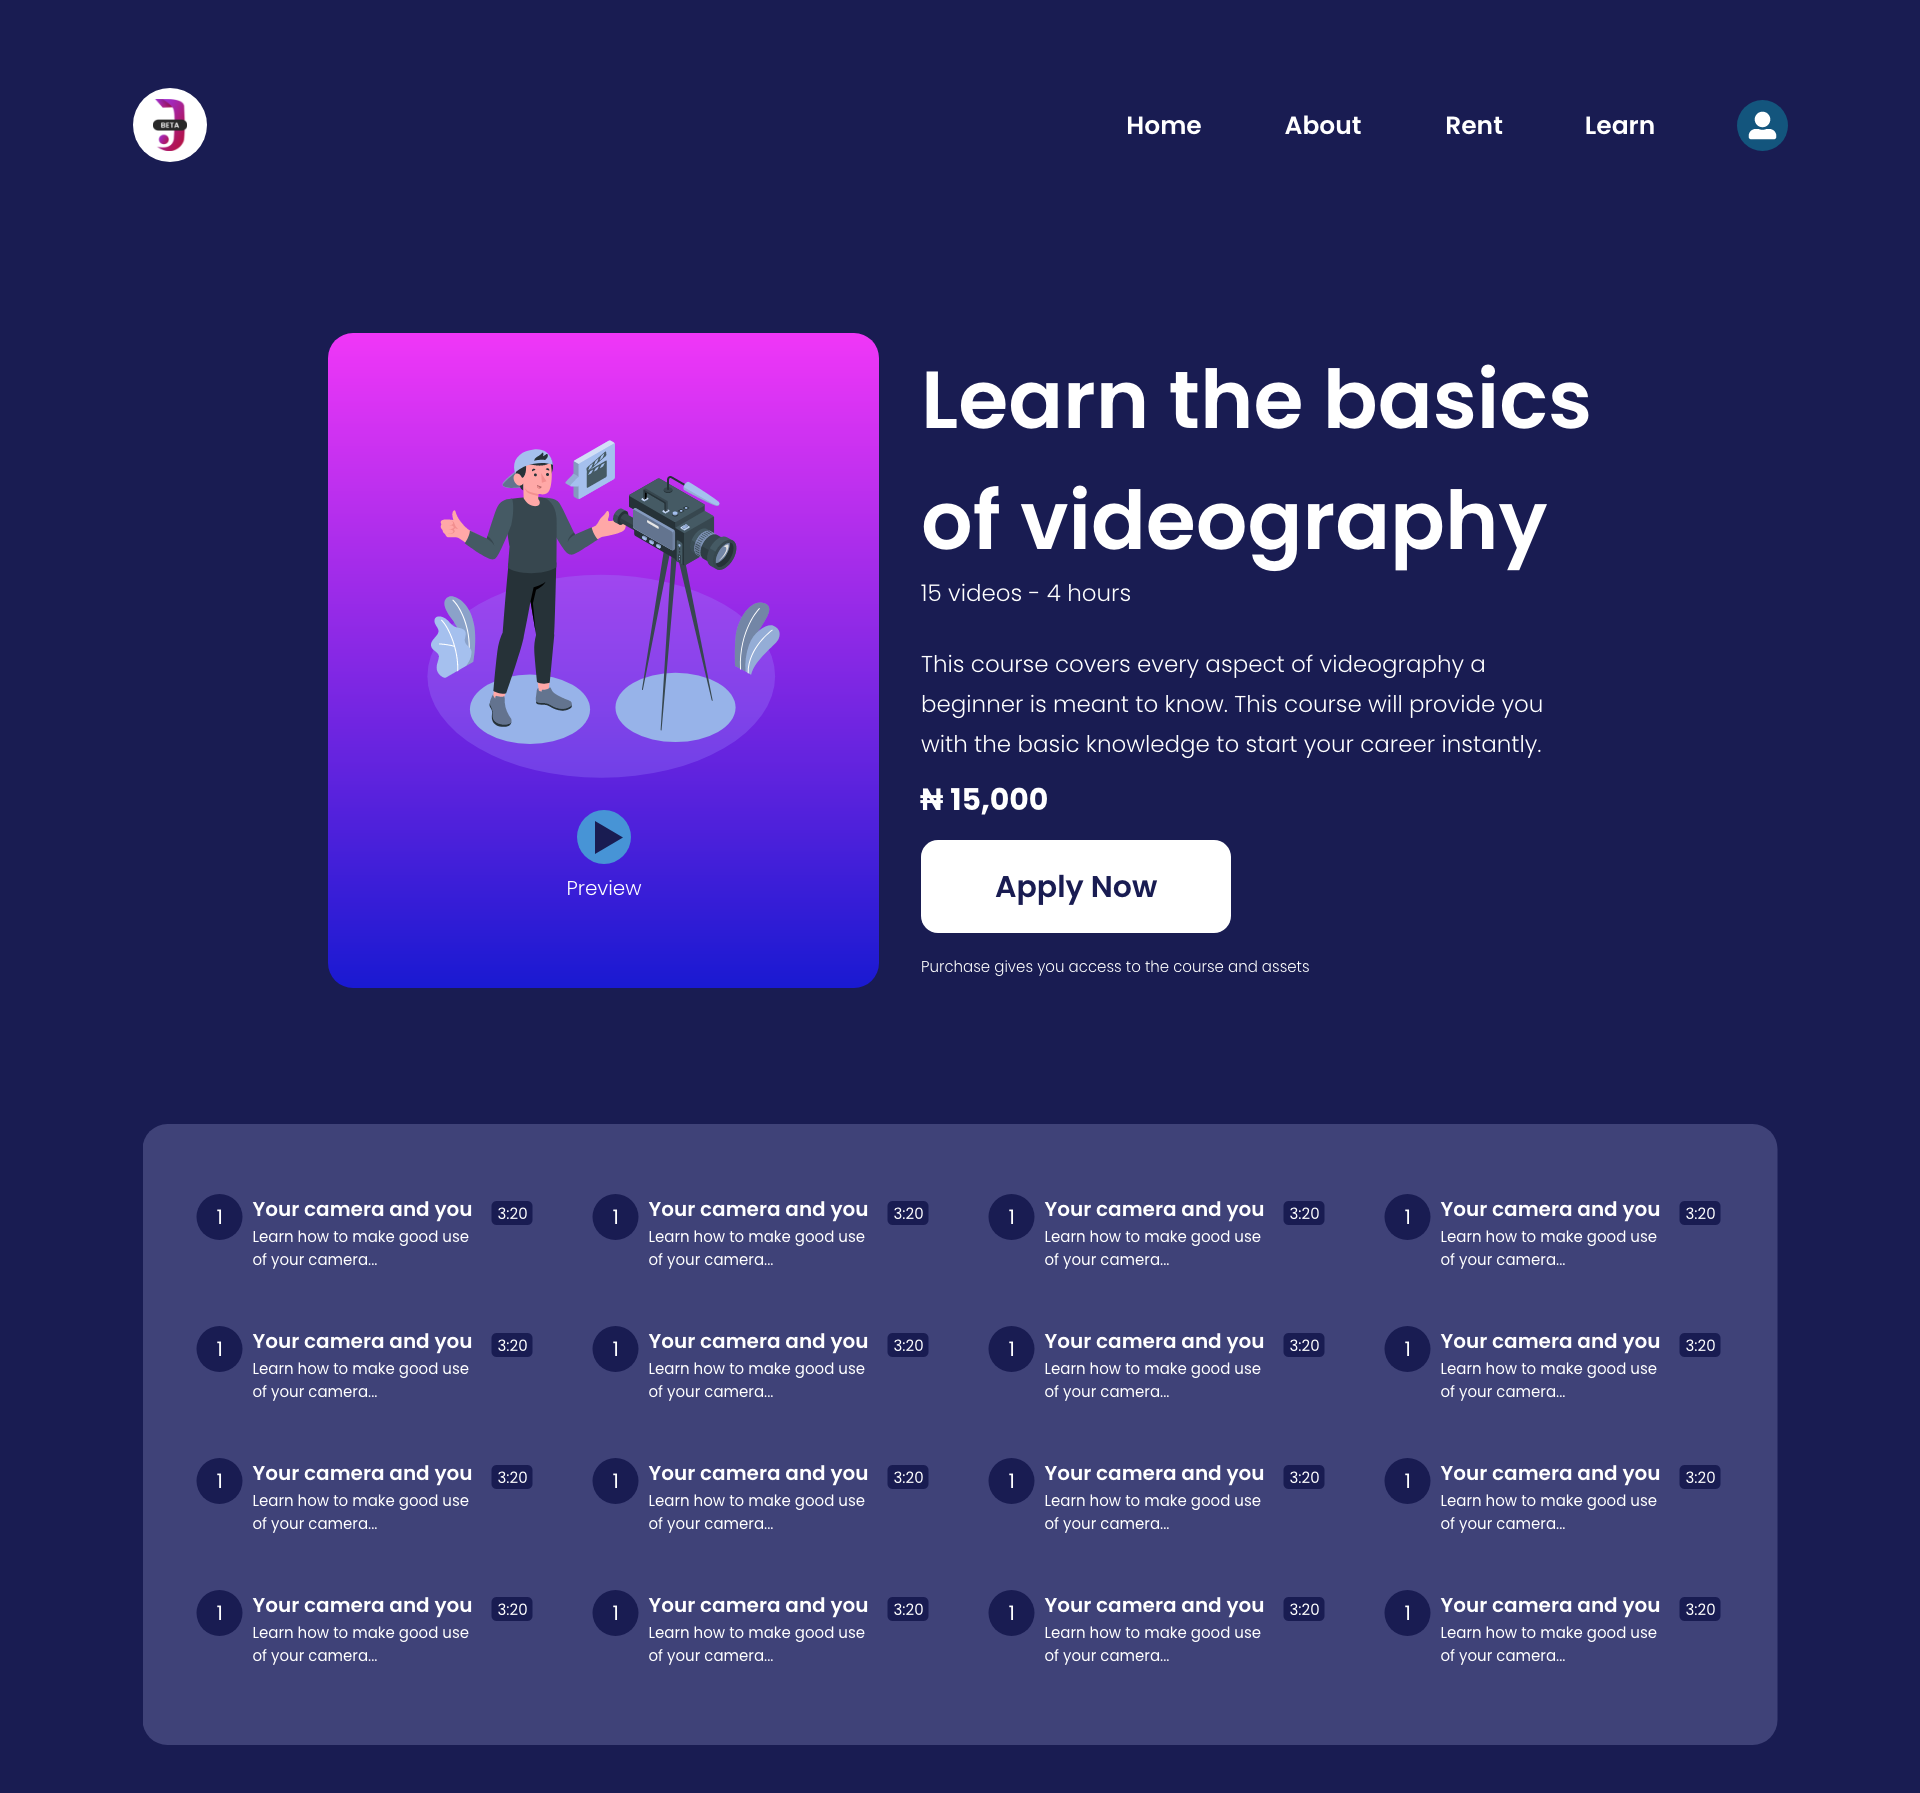 BETA
Home
About
Rent
Learn
Learn the basics
of videography
15 videos - 4 hours
This course covers every aspect of videography a
beginner is meant to know. This course will provide you
with the basic knowledge to start your career instantly.
₦ 15,000
Apply Now
Purchase gives you access to the course and assets
Preview
1 Your camera and you 3:20
Learn how to make good use
of your camera...
1 Your camera and you 3:20
Learn how to make good use
of your camera...
1 Your camera and you 3:20
Learn how to make good use
of your camera...
1 Your camera and you 3:20
Learn how to make good use
of your camera...
1 Your camera and you 3:20
Learn how to make good use
of your camera...
1 Your camera and you 3:20
Learn how to make good use
of your camera...
1 Your camera and you 3:20
Learn how to make good use
of your camera...
1 Your camera and you 3:20
Learn how to make good use
of your camera...
1 Your camera and you 3:20
Learn how to make good use
of your camera...
1 Your camera and you 3:20
Learn how to make good use
of your camera...
1 Your camera and you 3:20
Learn how to make good use
of your camera...
1 Your camera and you 3:20
Learn how to make good use
of your camera...
1 Your camera and you 3:20
Learn how to make good use
of your camera...
1 Your camera and you 3:20
Learn how to make good use
of your camera...
1 Your camera and you 3:20
Learn how to make good use
of your camera...
1 Your camera and you 3:20
Learn how to make good use
of your camera...